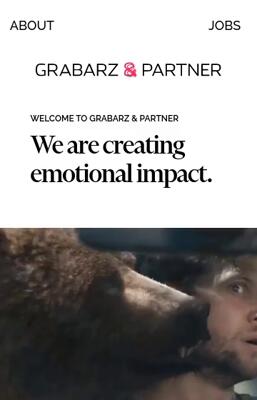 ABOUT JOBS
GRABARZ & PARTNER
WELCOME TO GRABARZ & PARTNER
We are creating
emotional impact.